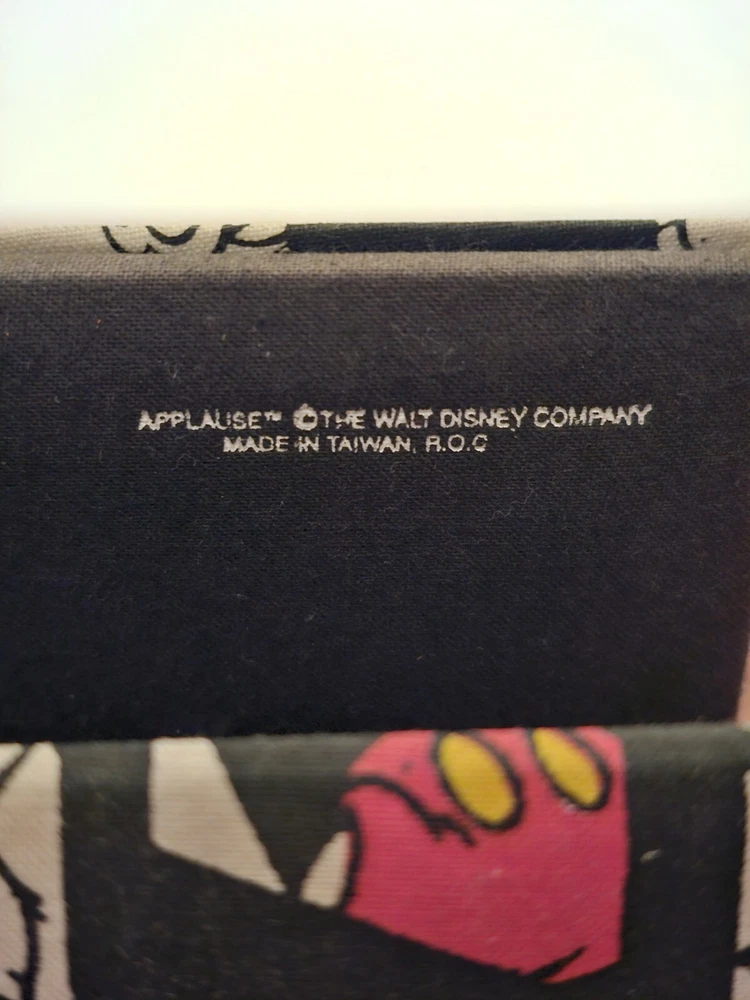 APPLAUSE™ ©THE WALT DISNEY COMPANY
MADE IN TAIWAN, R.O.C